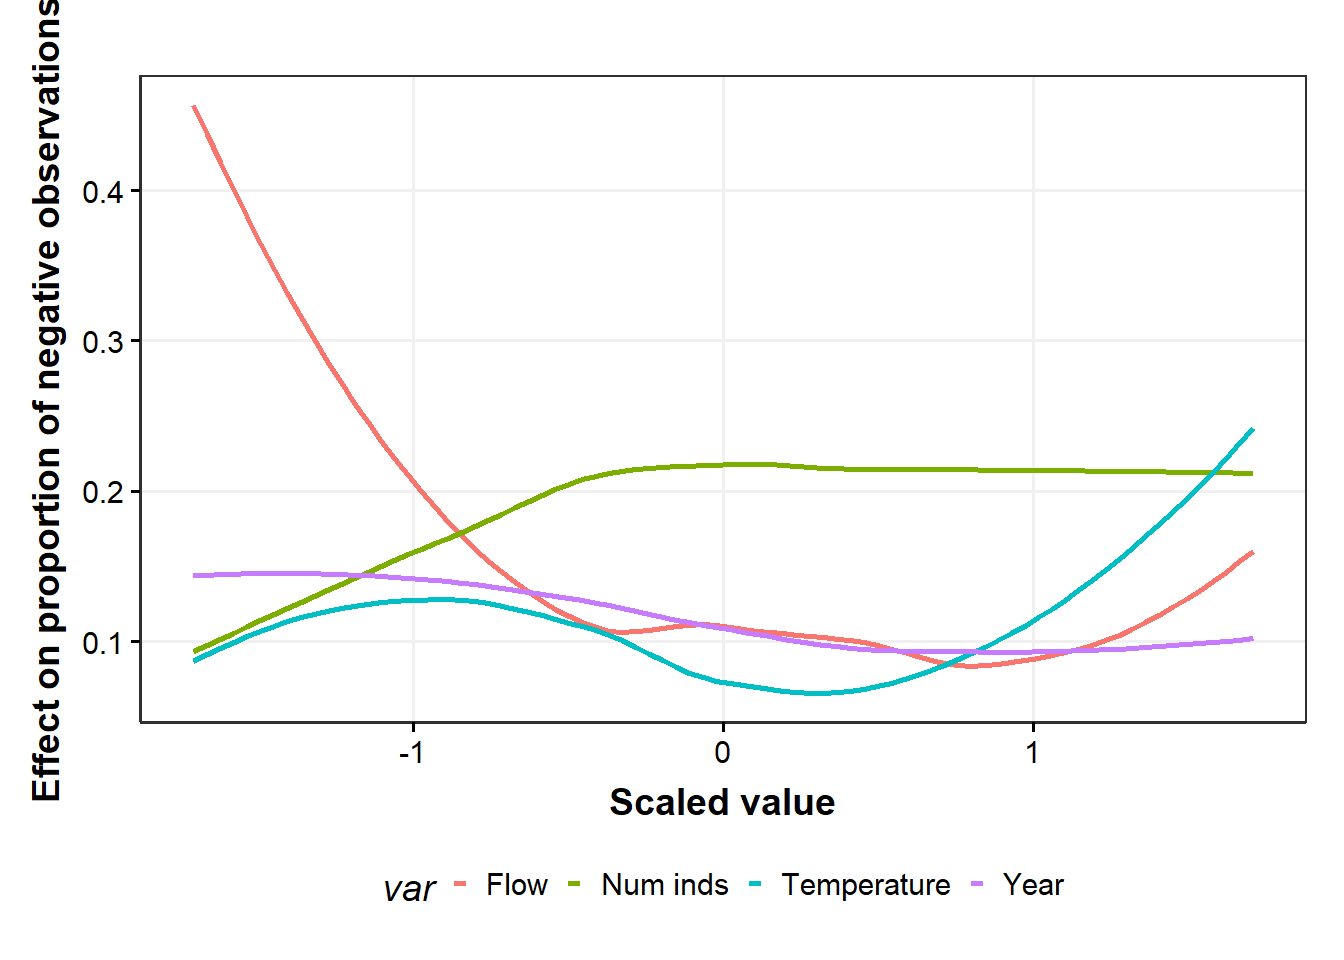 Effect on proportion of negative observations
0.4
0.3
0.2
0.1
-1 0 1
Scaled value
var Flow Num inds Temperature Year